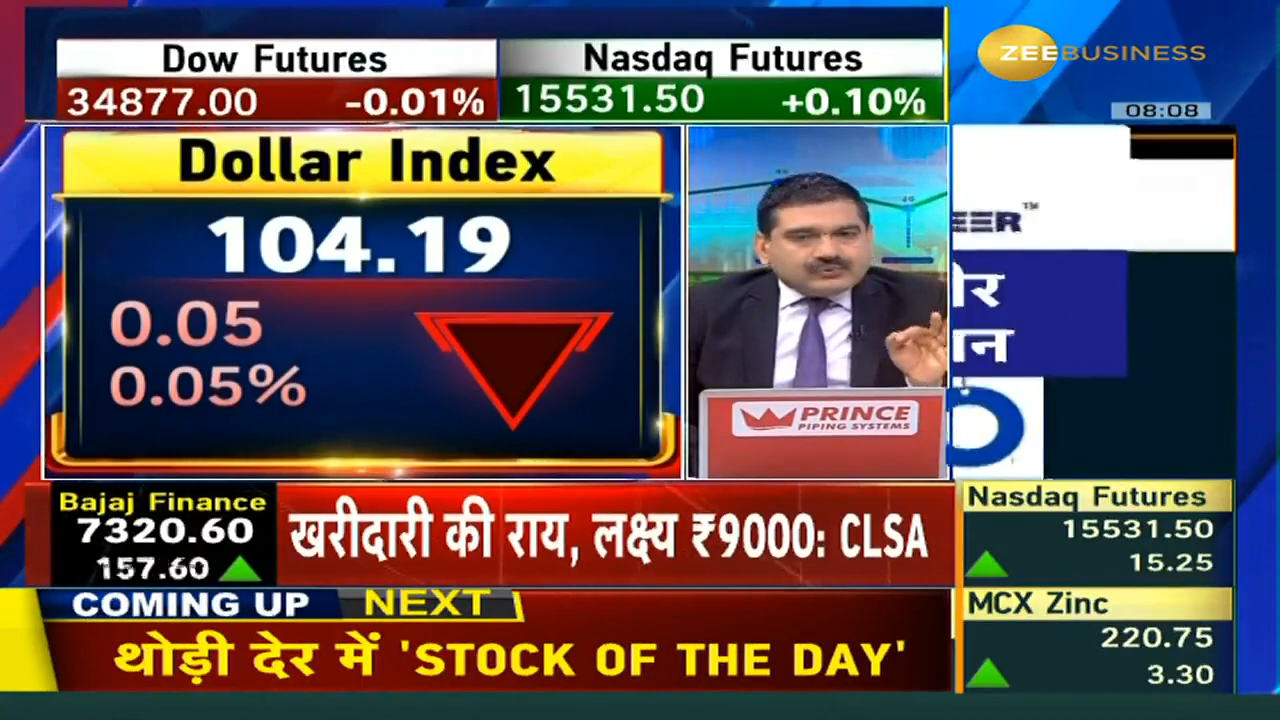 Dow Futures
34877.00 -0.01%
Nasdaq Futures
15531.50 +0.10%
ZEEBUSINESS
08:08
Dollar Index
104.19
0.05
0.05%
PRINCE
PIPING SYSTEMS
EER™
Bajaj Finance
7320.60
157.60
खरीदारी की राय, लक्ष्य ₹9000: CLSA
Nasdaq Futures
15531.50
15.25
COMING UP NEXT
थोड़ी देर में 'STOCK OF THE DAY'
MCX Zinc
220.75
3.30